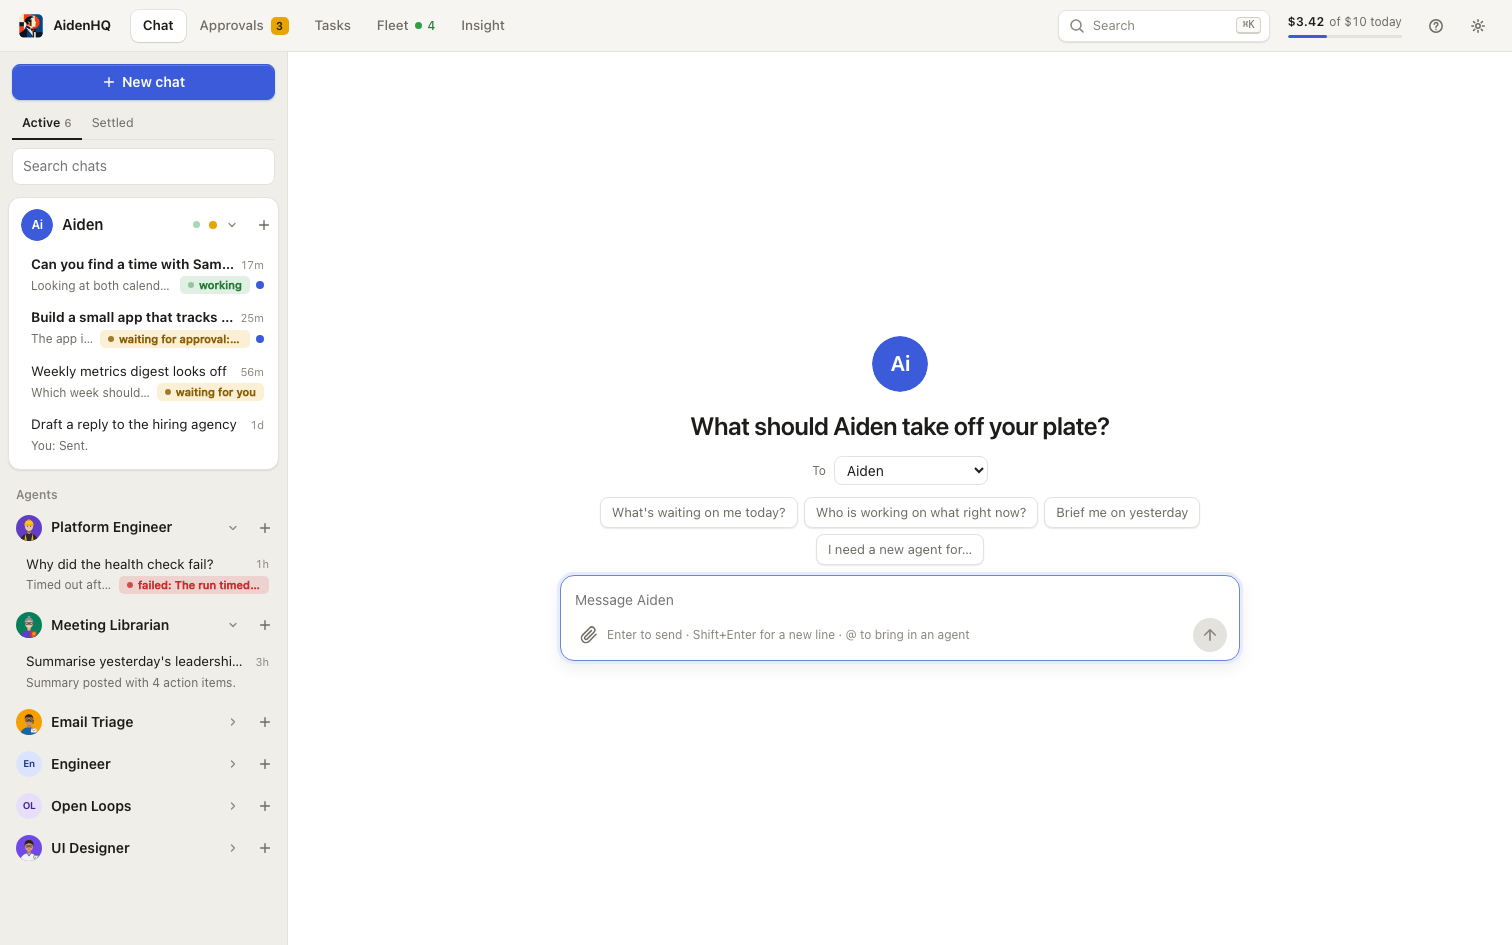 AidenHQ
Chat
Approvals 3
Tasks
Fleet 4
Insight
Search ⌘K
$3.42 of $10 today
+ New chat
Active 6
Settled
Search chats
Ai Aiden
Can you find a time with Sam... 17m
Looking at both calend... working
Build a small app that tracks ... 25m
The app i... waiting for approval:...
Weekly metrics digest looks off 56m
Which week should... waiting for you
Draft a reply to the hiring agency 1d
You: Sent.
Agents
Platform Engineer
Why did the health check fail? 1h
Timed out aft... failed: The run timed...
Meeting Librarian
Summarise yesterday's leadershi... 3h
Summary posted with 4 action items.
Email Triage
En Engineer
OL Open Loops
UI Designer
Ai
What should Aiden take off your plate?
To Aiden
What's waiting on me today?
Who is working on what right now?
Brief me on yesterday
I need a new agent for...
Message Aiden
Enter to send · Shift+Enter for a new line · @ to bring in an agent